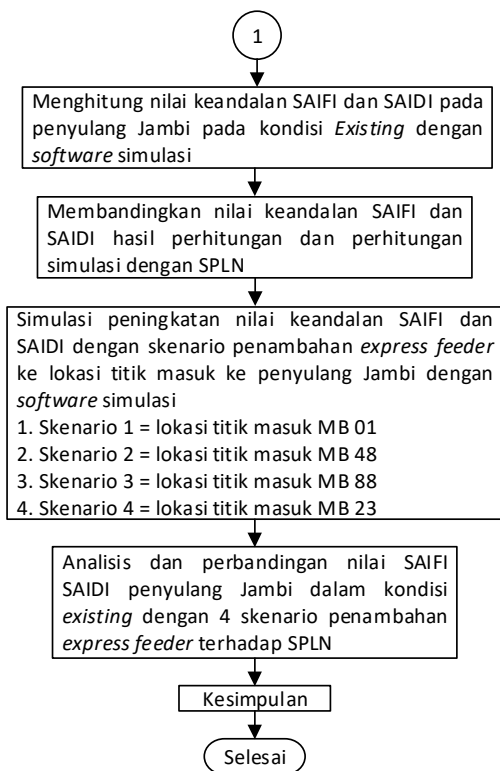 1
Menghitung nilai keandalan SAIFI dan SAIDI pada
penyulang Jambi pada kondisi Existing dengan
software simulasi
Membandingkan nilai keandalan SAIFI dan
SAIDI hasil perhitungan dan perhitungan
simulasi dengan SPLN
Simulasi peningkatan nilai keandalan SAIFI dan
SAIDI dengan skenario penambahan express feeder
ke lokasi titik masuk ke penyulang Jambi dengan
software simulasi
1. Skenario 1 = lokasi titik masuk MB 01
2. Skenario 2 = lokasi titik masuk MB 48
3. Skenario 3 = lokasi titik masuk MB 88
4. Skenario 4 = lokasi titik masuk MB 23
Analisis dan perbandingan nilai SAIFI
SAIDI penyulang Jambi dalam kondisi
existing dengan 4 skenario penambahan
express feeder terhadap SPLN
Kesimpulan
Selesai